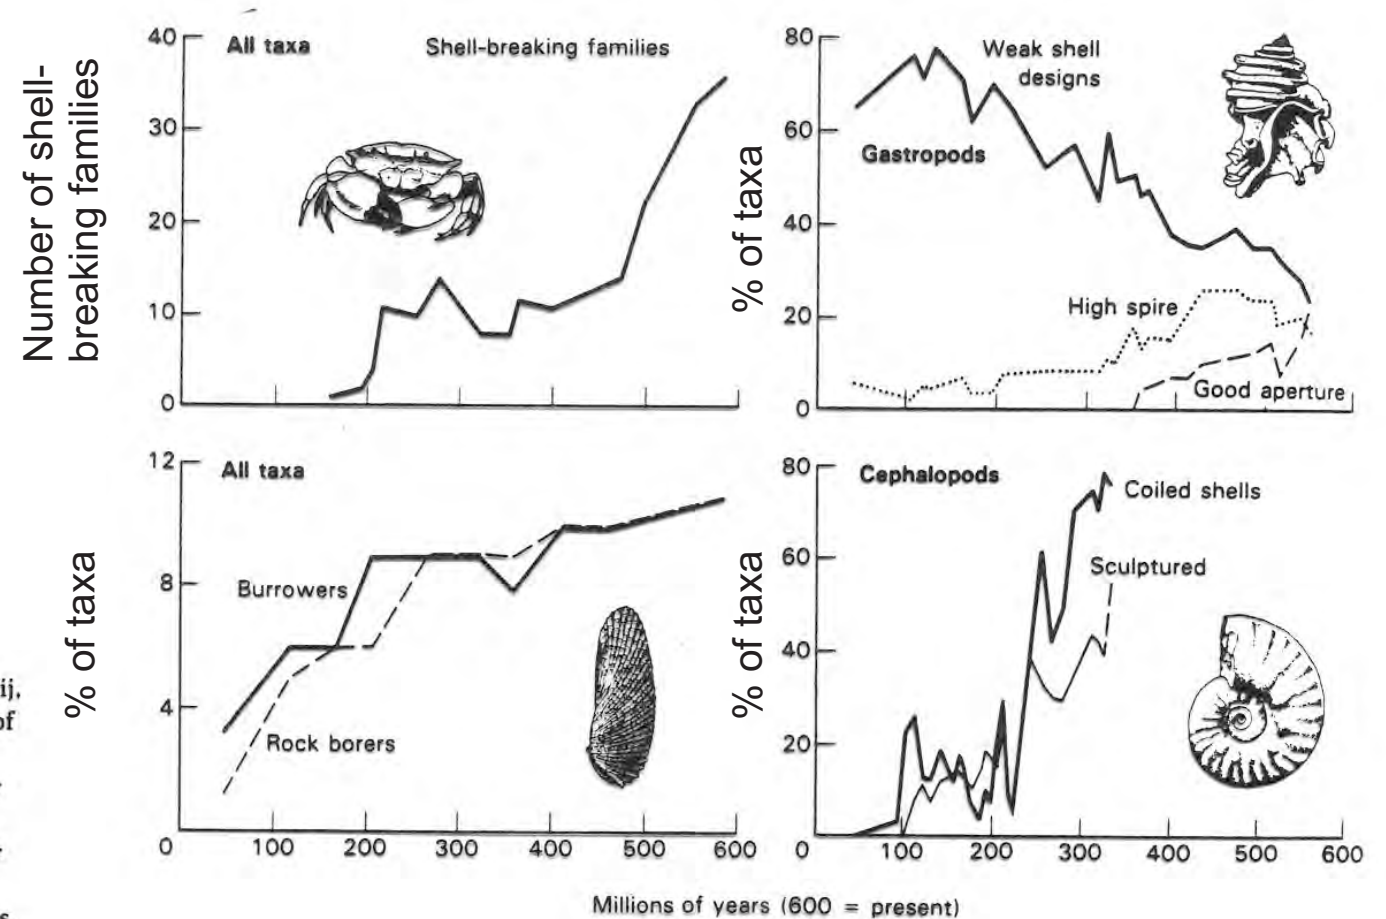 Number of shell-
breaking families
40
30
20
10
0
All taxa
Shell-breaking families
% of taxa
80
60
40
20
0
Weak shell
designs
Gastropods
High spire
Good aperture
% of taxa
12
8
4
0
100
200
300
400
500
600
All taxa
Burrowers
Rock borers
% of taxa
80
60
40
20
0
100
200
300
400
500
600
Cephalopods
Coiled shells
Sculptured
Millions of years (600 = present)
ij,
of